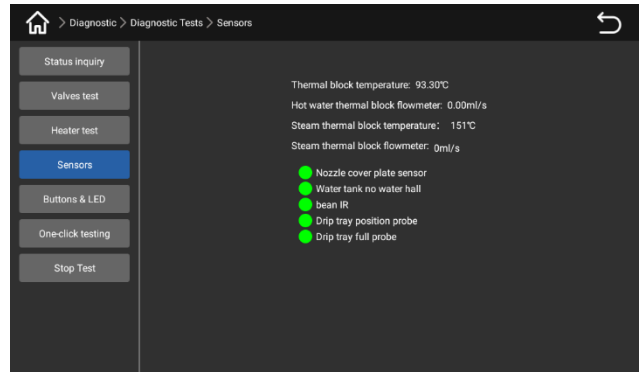 > Diagnostic > Diagnostic Tests > Sensors
Status inquiry
Valves test
Heater test
Sensors
Buttons & LED
One-click testing
Stop Test
Thermal block temperature: 93.30℃
Hot water thermal block flowmeter: 0.00ml/s
Steam thermal block temperature: 151℃
Steam thermal block flowmeter: 0ml/s
Nozzle cover plate sensor
Water tank no water hall
bean IR
Drip tray position probe
Drip tray full probe